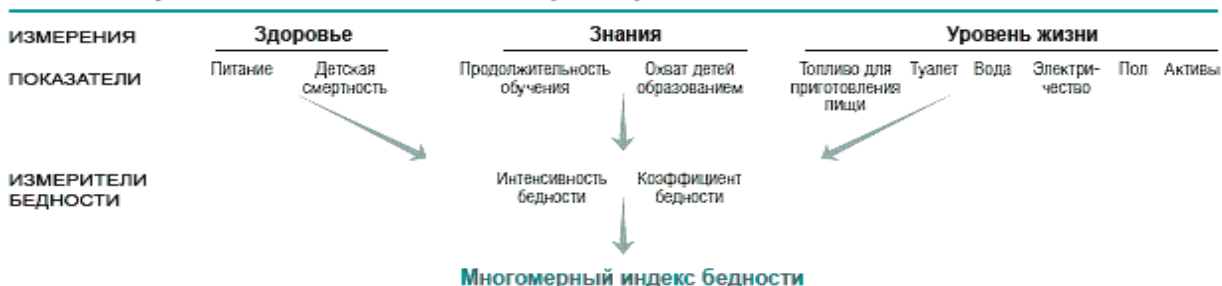 ИЗМЕРЕНИЯ Здоровье Знания Уровень жизни
ПОКАЗАТЕЛИ
Питание
Детская
смертность
Продолжительность
обучения
Охват детей
образованием
Топливо для
приготовления
пищи
Туалет
Вода
Электри-
чество
Пол
Активы
ИЗМЕРИТЕЛИ
БЕДНОСТИ
Интенсивность
бедности
Коэффициент
бедности
Многомерный индекс бедности